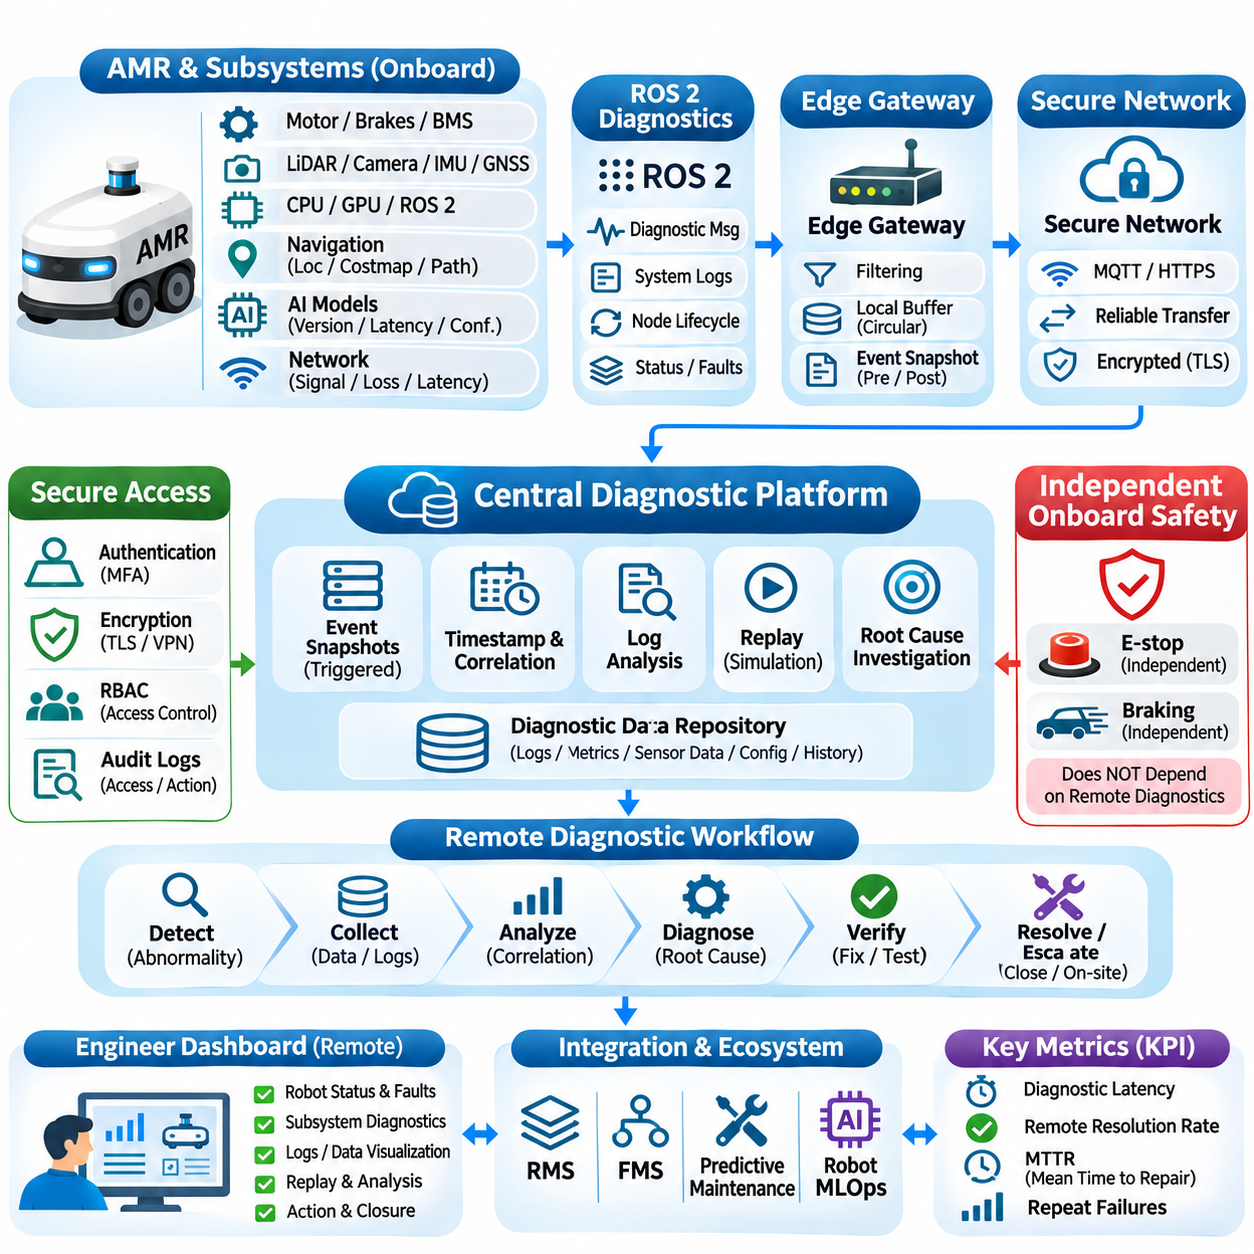 AMR & Subsystems (Onboard)
AMR
Motor / Brakes / BMS
LiDAR / Camera / IMU / GNSS
CPU / GPU / ROS 2
Navigation
(Loc / Costmap / Path)
AI
AI Models
(Version / Latency / Conf.)
Network
(Signal / Loss / Latency)
ROS 2
Diagnostics
ROS 2
Diagnostic Msg
System Logs
Node Lifecycle
Status / Faults
Edge Gateway
Edge Gateway
Filtering
Local Buffer
(Circular)
Event Snapshot
(Pre / Post)
Secure Network
Secure Network
MQTT / HTTPS
Reliable Transfer
Encrypted (TLS)
Secure Access
Authentication
(MFA)
Encryption
(TLS / VPN)
RBAC
(Access Control)
Audit Logs
(Access / Action)
Central Diagnostic Platform
Event
Snapshots
(Triggered)
Timestamp &
Correlation
Log
Analysis
Replay
(Simulation)
Root Cause
Investigation
Diagnostic Data Repository
(Logs / Metrics / Sensor Data / Config / History)
Independent
Onboard Safety
E-stop
(Independent)
Braking
(Independent)
Does NOT Depend
on Remote Diagnostics
Remote Diagnostic Workflow
Detect
(Abnormality)
Collect
(Data / Logs)
Analyze
(Correlation)
Diagnose
(Root Cause)
Verify
(Fix / Test)
Resolve /
Esca ate
(Close / On-site)
Engineer Dashboard (Remote)
Robot Status & Faults
Subsystem Diagnostics
Logs / Data Visualization
Replay & Analysis
Action & Closure
Integration & Ecosystem
RMS
FMS
Predictive
Maintenance
AI
Robot
MLOps
Key Metrics (KPI)
Diagnostic Latency
Remote Resolution Rate
MTTR
(Mean Time to Repair)
Repeat Failures